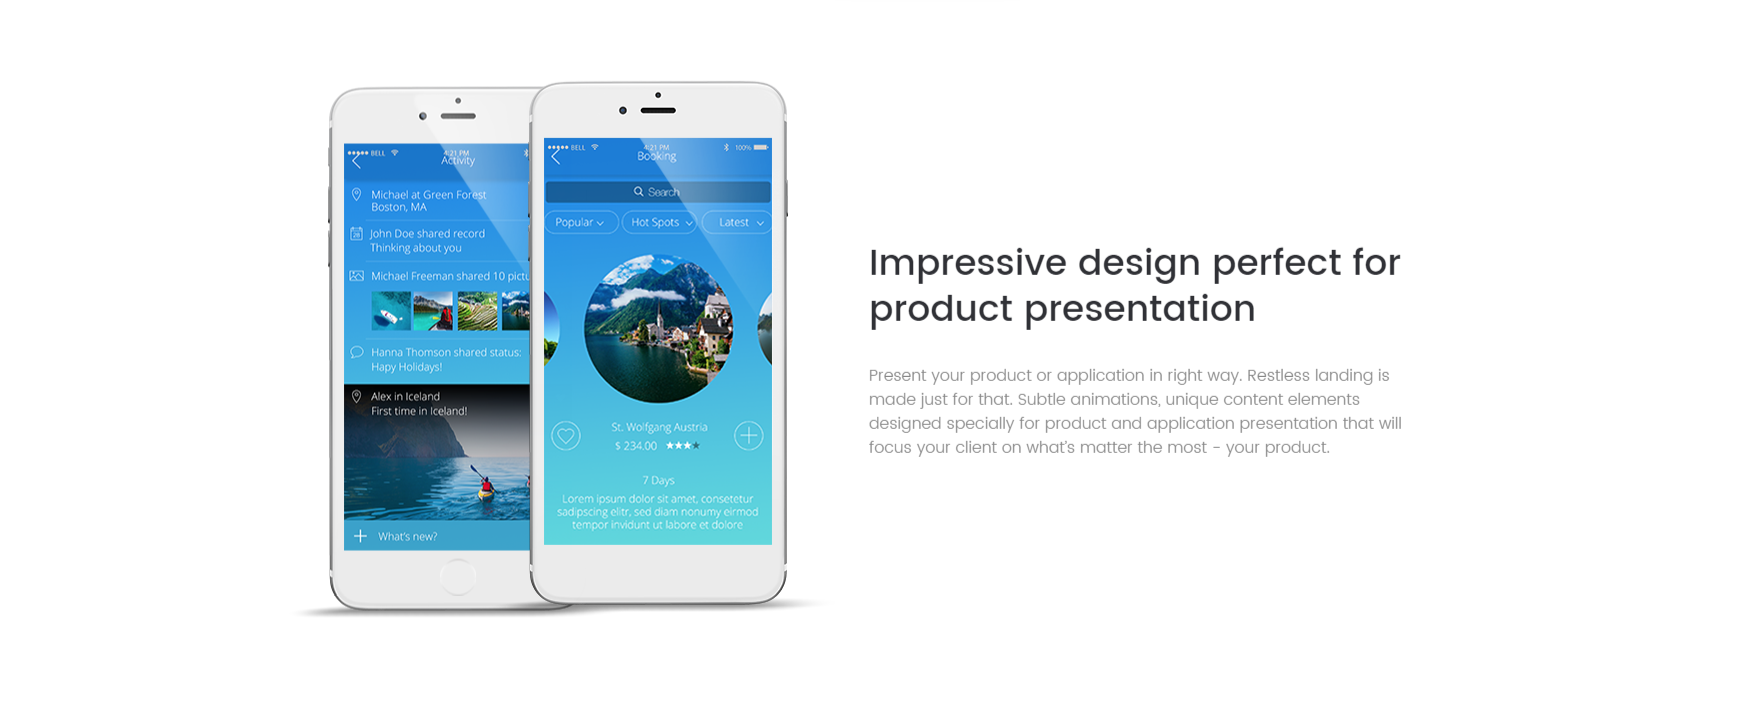 BELL
4:21 PM
Activity
Michael at Green Forest
Boston, MA
John Doe shared record
Thinking about you
Michael Freeman shared 10 pictu
Hanna Thomson shared status:
Hapy Holidays!
Alex in Iceland
First time in Iceland!
What's new?
BELL
4:21 PM
100%
Booking
Search
Popular
Hot Spots
Latest
St. Wolfgang Austria
$ 234.00
7 Days
Lorem ipsum dolor sit amet, consetetur
sadipscing elitr, sed diam nonumy eirmod
tempor invidunt ut labore et dolore
Impressive design perfect for
product presentation
Present your product or application in right way. Restless landing is
made just for that. Subtle animations, unique content elements
designed specially for product and application presentation that will
focus your client on what's matter the most - your product.